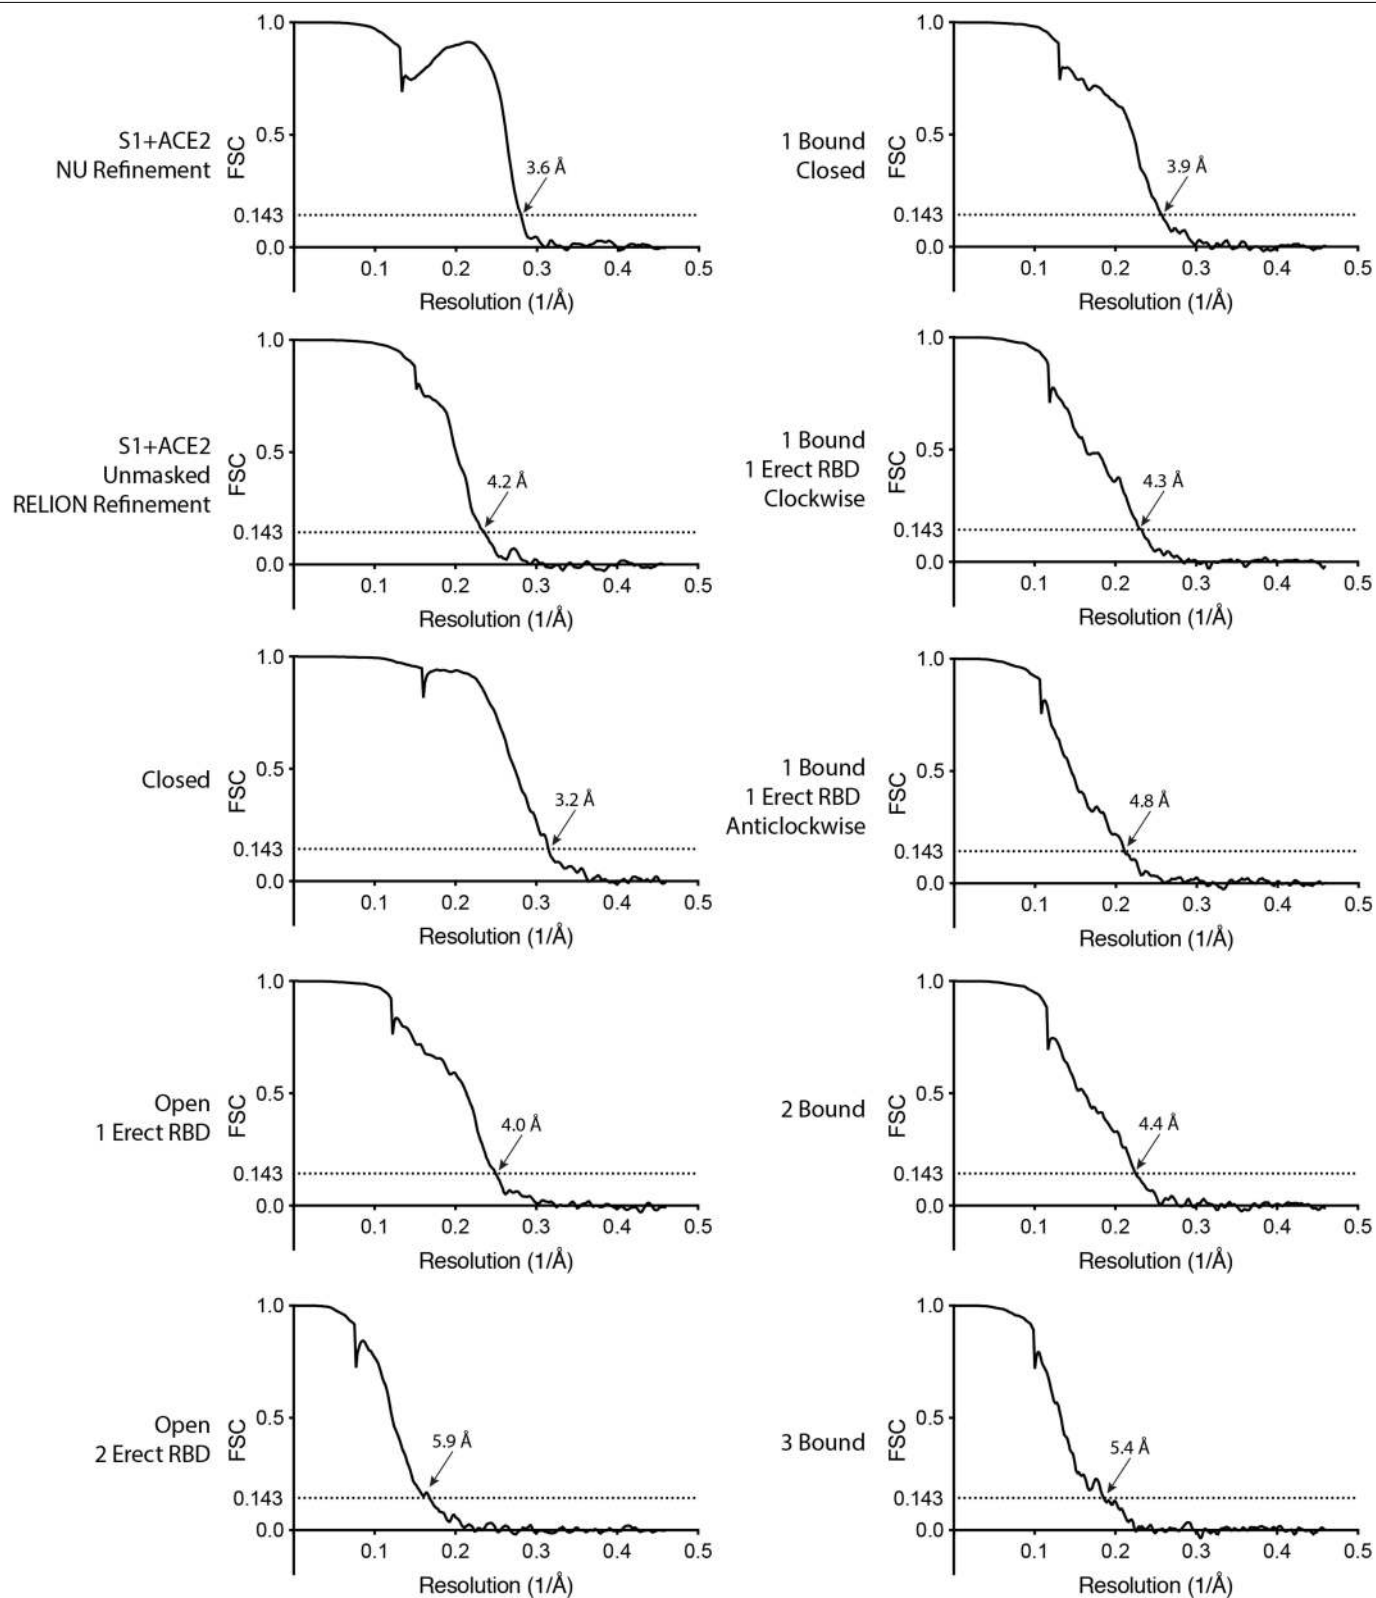 S1+ACE2
NU Refinement
FSC
1.0
0.5
0.143
0.0
3.6 Å
0.1 0.2 0.3 0.4 0.5
Resolution (1/Å)
1 Bound
Closed
FSC
1.0
0.5
0.143
0.0
3.9 Å
0.1 0.2 0.3 0.4 0.5
Resolution (1/Å)
S1+ACE2
Unmasked
RELION Refinement
FSC
1.0
0.5
0.143
0.0
4.2 Å
0.1 0.2 0.3 0.4 0.5
Resolution (1/Å)
1 Bound
1 Erect RBD
Clockwise
FSC
1.0
0.5
0.143
0.0
4.3 Å
0.1 0.2 0.3 0.4 0.5
Resolution (1/Å)
Closed
FSC
1.0
0.5
0.143
0.0
3.2 Å
0.1 0.2 0.3 0.4 0.5
Resolution (1/Å)
1 Bound
1 Erect RBD
Anticlockwise
FSC
1.0
0.5
0.143
0.0
4.8 Å
0.1 0.2 0.3 0.4 0.5
Resolution (1/Å)
Open
1 Erect RBD
FSC
1.0
0.5
0.143
0.0
4.0 Å
0.1 0.2 0.3 0.4 0.5
Resolution (1/Å)
2 Bound
FSC
1.0
0.5
0.143
0.0
4.4 Å
0.1 0.2 0.3 0.4 0.5
Resolution (1/Å)
Open
2 Erect RBD
FSC
1.0
0.5
0.143
0.0
5.9 Å
0.1 0.2 0.3 0.4 0.5
Resolution (1/Å)
3 Bound
FSC
1.0
0.5
0.143
0.0
5.4 Å
0.1 0.2 0.3 0.4 0.5
Resolution (1/Å)